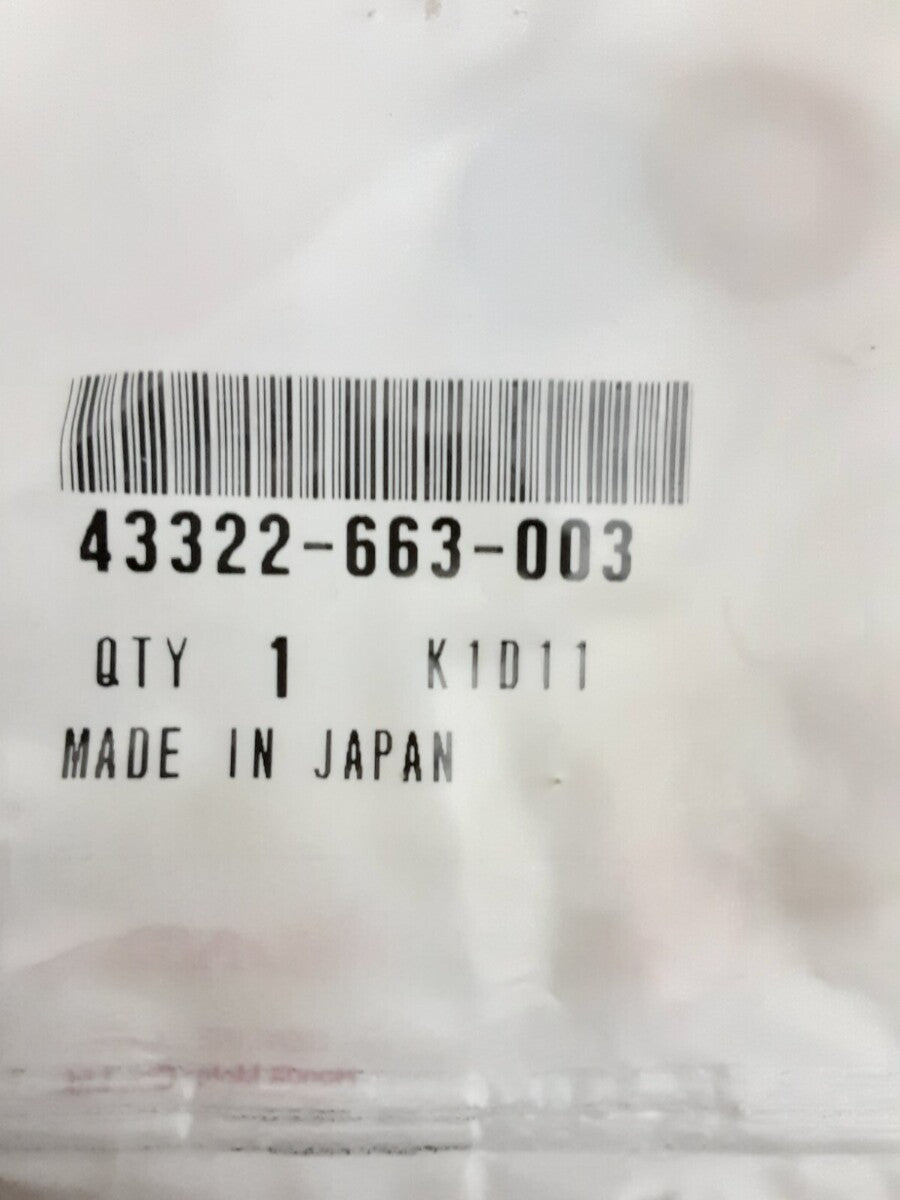 43322-663-003
QTY 1 K1D11
MADE IN JAPAN